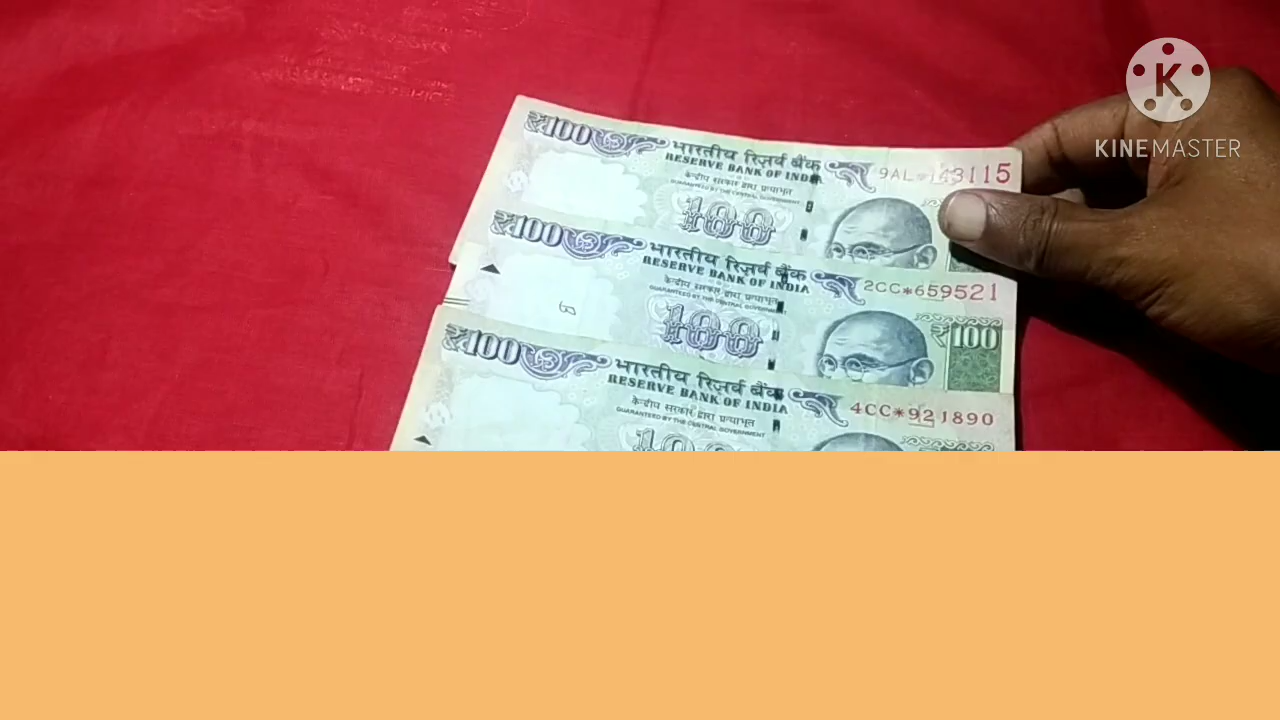 ₹100 भारतीय रिज़र्व बैंक
RESERVE BANK OF INDIA
9AL*143115
केन्द्रीय सरकार द्वारा प्रत्याभूत
GUARANTEED BY THE CENTRAL GOVERNMENT
100
₹100 भारतीय रिज़र्व बैंक
RESERVE BANK OF INDIA
2CC*659521
केन्द्रीय सरकार द्वारा प्रत्याभूत
GUARANTEED BY THE CENTRAL GOVERNMENT
100
₹100
₹100 भारतीय रिज़र्व बैंक
RESERVE BANK OF INDIA
4CC*921890
केन्द्रीय सरकार द्वारा प्रत्याभूत
GUARANTEED BY THE CENTRAL GOVERNMENT
100
K
KINEMASTER